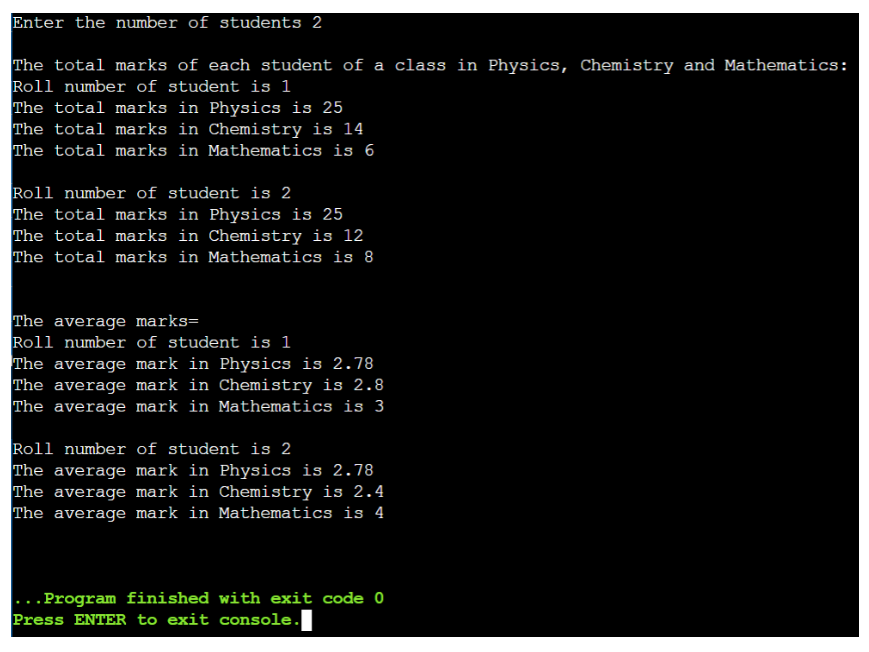 Enter the number of students 2
The total marks of each student of a class in Physics, Chemistry and Mathematics:
Roll number of student is 1
The total marks in Physics is 25
The total marks in Chemistry is 14
The total marks in Mathematics is 6
Roll number of student is 2
The total marks in Physics is 25
The total marks in Chemistry is 12
The total marks in Mathematics is 8
The average marks=
Roll number of student is 1
The average mark in Physics is 2.78
The average mark in Chemistry is 2.8
The average mark in Mathematics is 3
Roll number of student is 2
The average mark in Physics is 2.78
The average mark in Chemistry is 2.4
The average mark in Mathematics is 4
...Program finished with exit code 0
Press ENTER to exit console.